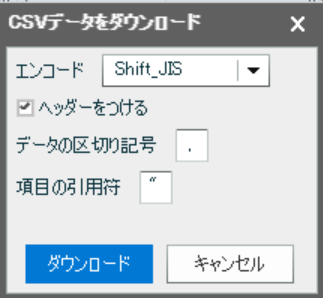 CSVデータをダウンロード
エンコード Shift_JIS
ヘッダーをつける
データの区切り記号 ,
項目の引用符 "
ダウンロード キャンセル